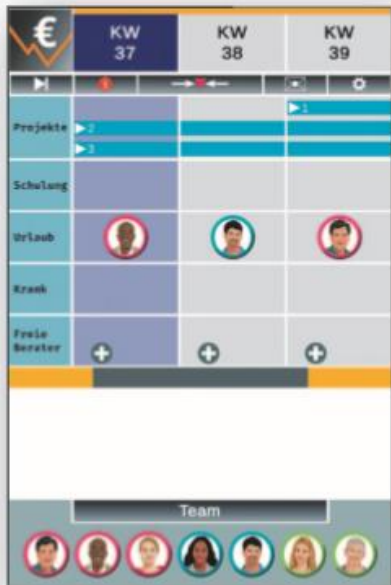 €
KW
37
KW
38
KW
39
1
Projekte
2
3
Schulung
Urlaub
Krank
Freie
Berater
Team